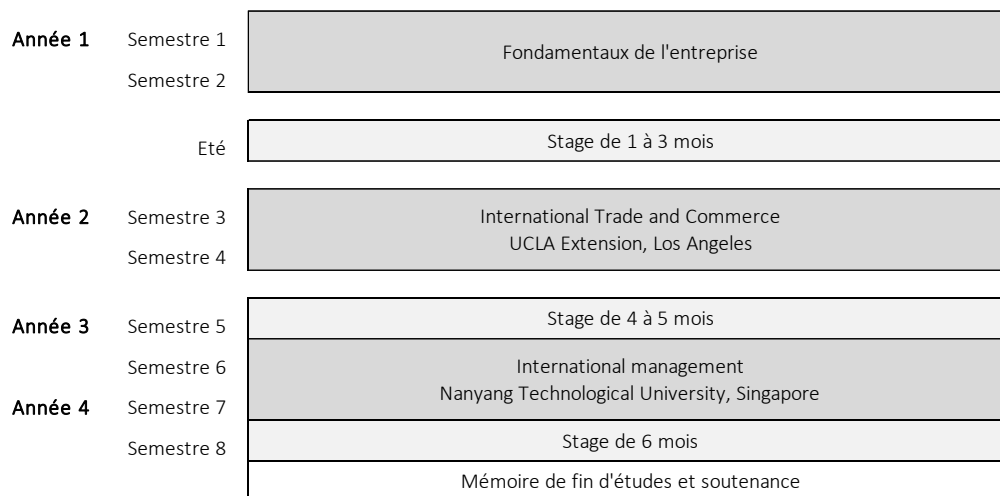 Année 1 Semestre 1
Fondamentaux de l'entreprise
Semestre 2
Eté Stage de 1 à 3 mois
Année 2 Semestre 3 International Trade and Commerce
UCLA Extension, Los Angeles
Semestre 4
Année 3 Semestre 5 Stage de 4 à 5 mois
Semestre 6 International management
Nanyang Technological University, Singapore
Année 4 Semestre 7
Semestre 8 Stage de 6 mois
Mémoire de fin d'études et soutenance